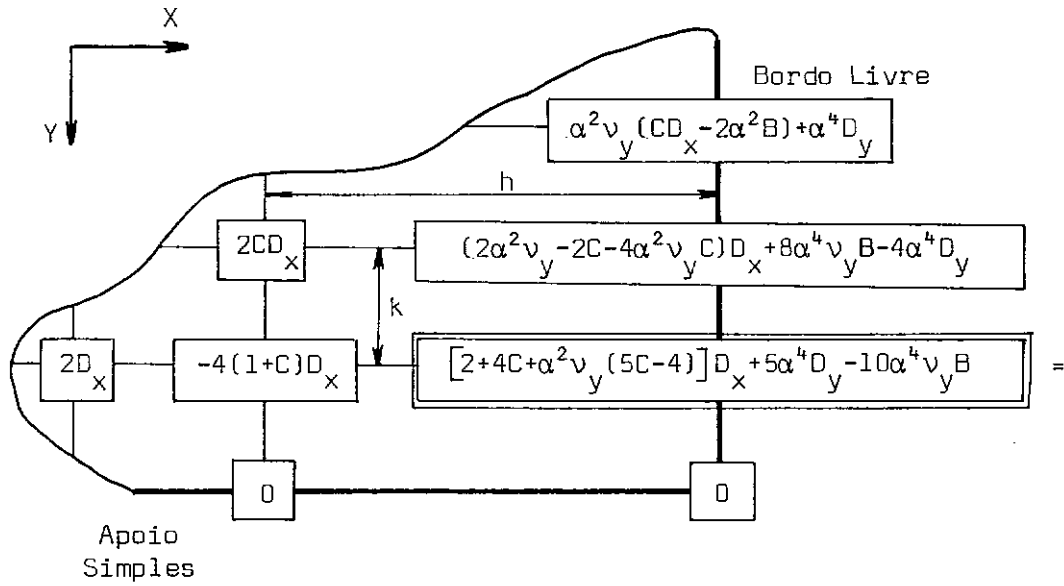 X
Y
Bordo Livre
α²ν_y(CD_x-2α²B)+α⁴D_y
h
2CD_x
(2α²ν_y-2C-4α²ν_yC)D_x+8α⁴ν_yB-4α⁴D_y
k
2D_x
-4(1+C)D_x
[2+4C+α²ν_y(5C-4)]D_x+5α⁴D_y-10α⁴ν_yB
=
0
0
Apoio
Simples